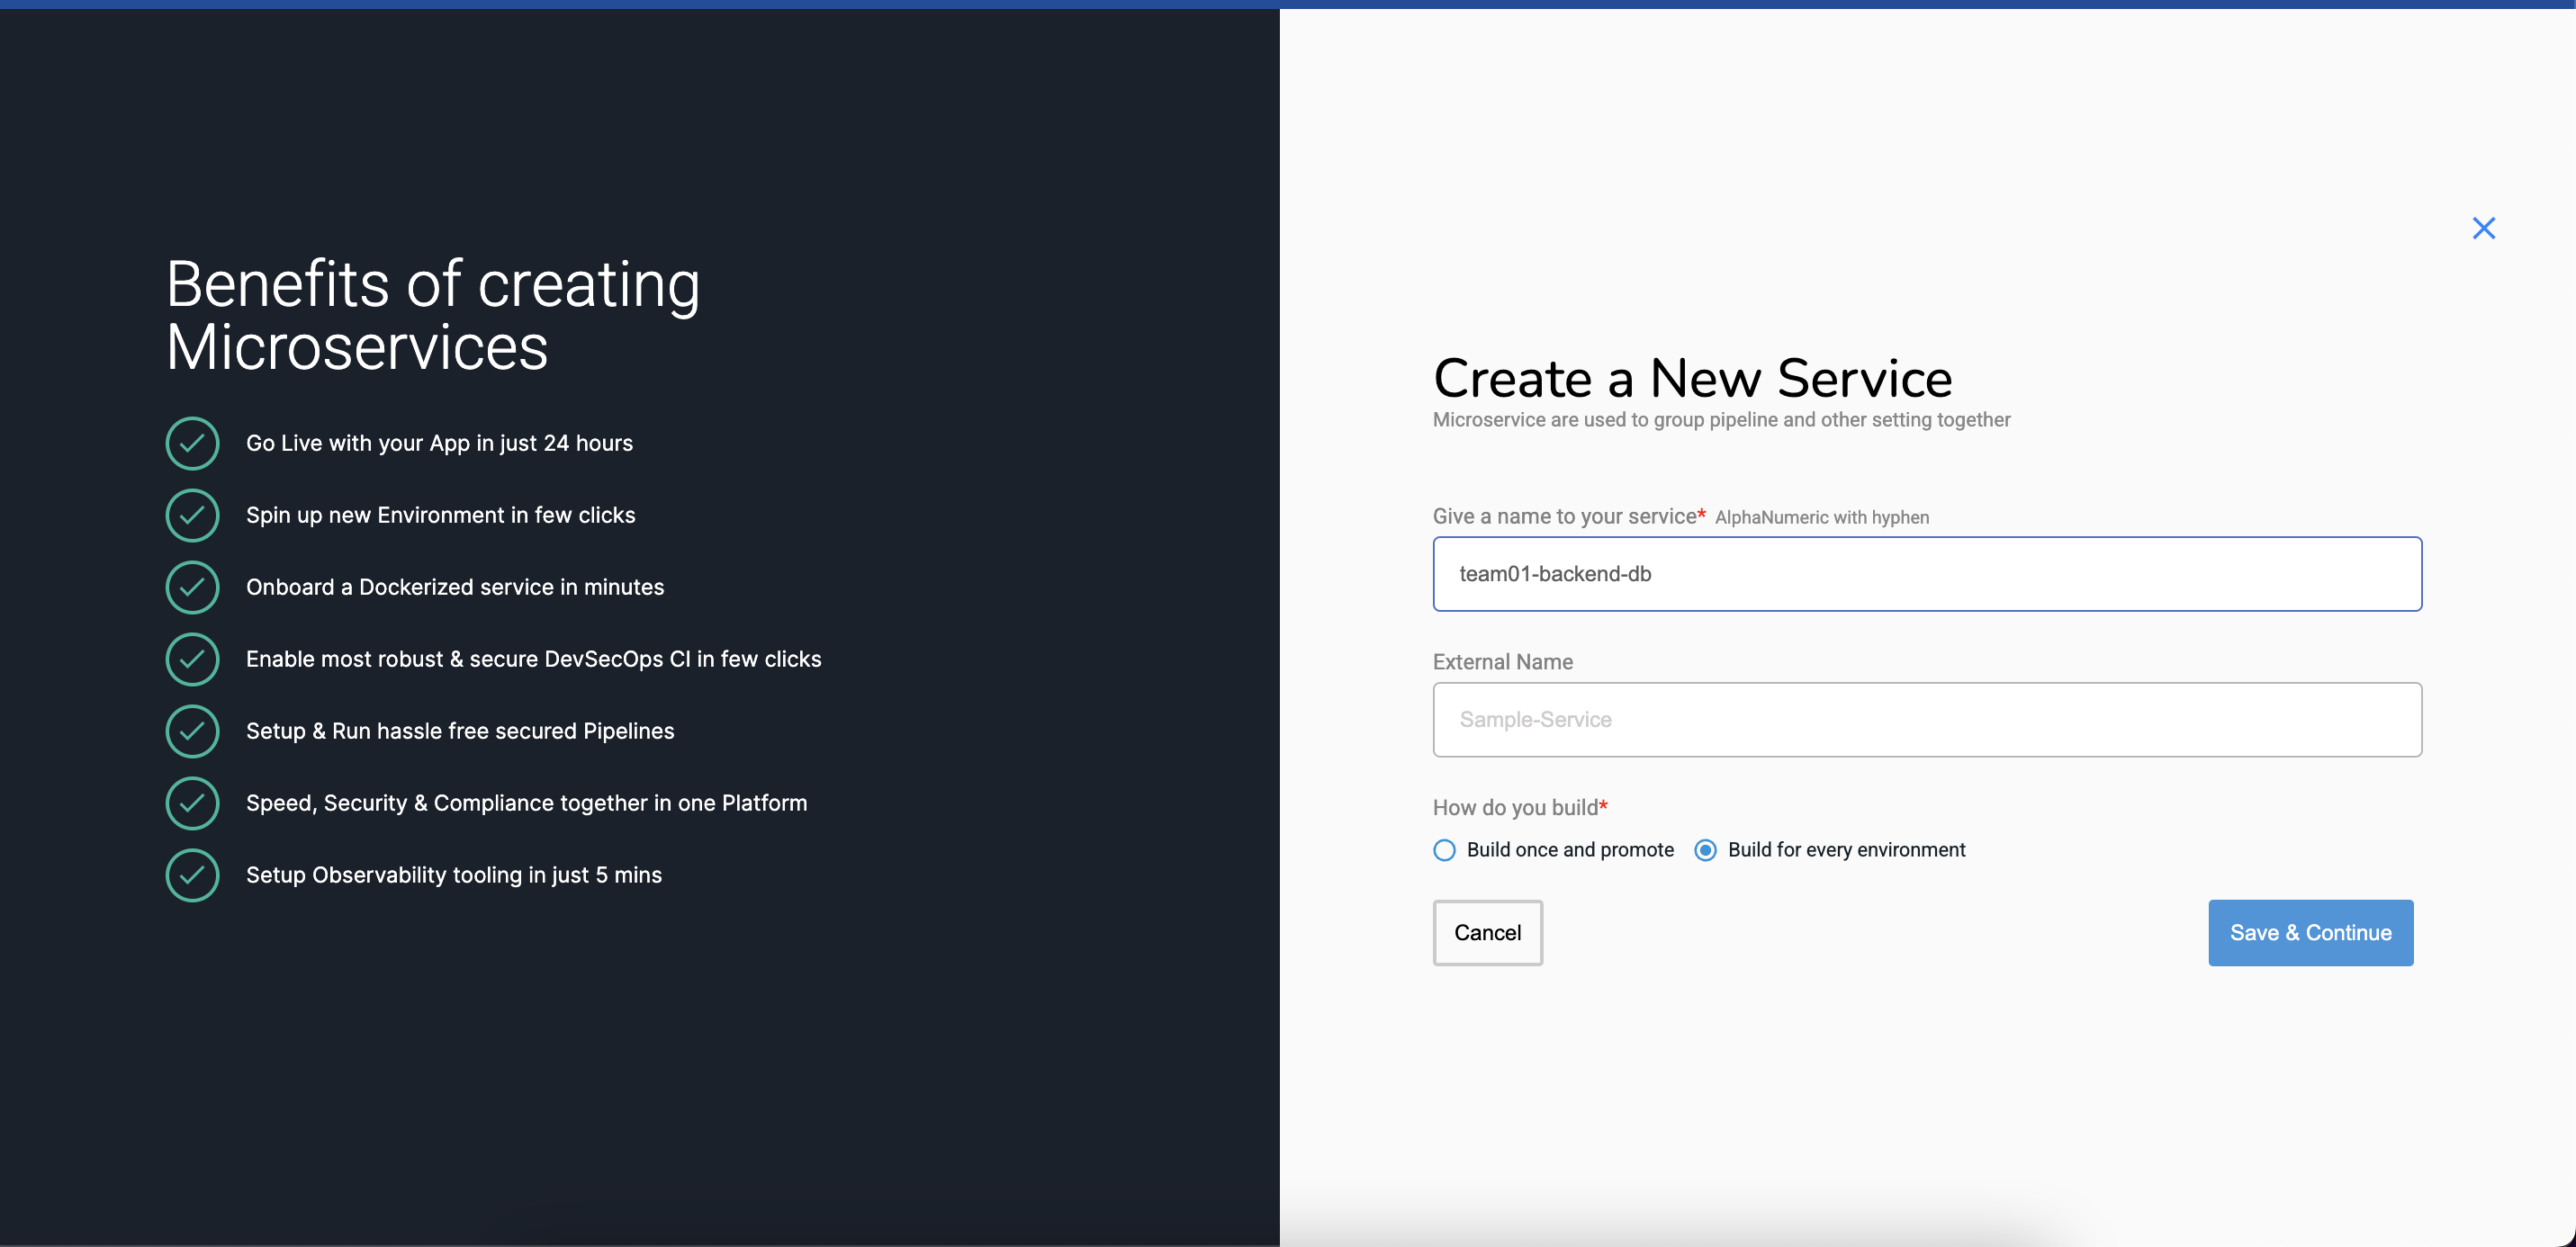 Benefits of creating
Microservices
Go Live with your App in just 24 hours
Spin up new Environment in few clicks
Onboard a Dockerized service in minutes
Enable most robust & secure DevSecOps CI in few clicks
Setup & Run hassle free secured Pipelines
Speed, Security & Compliance together in one Platform
Setup Observability tooling in just 5 mins
Create a New Service
Microservice are used to group pipeline and other setting together
Give a name to your service* AlphaNumeric with hyphen
team01-backend-db
External Name
Sample-Service
How do you build*
Build once and promote Build for every environment
Cancel Save & Continue